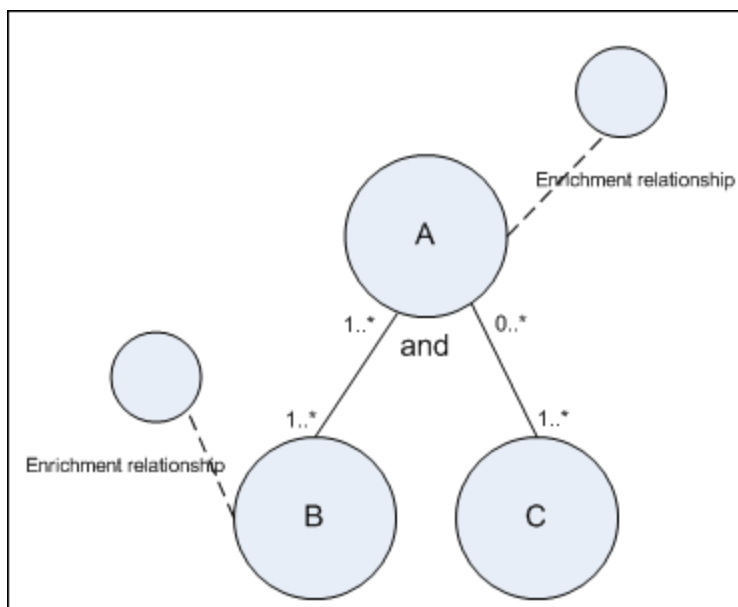 Enrichment relationship
A
1..*
0..*
and
1..*
1..*
Enrichment relationship
B
C